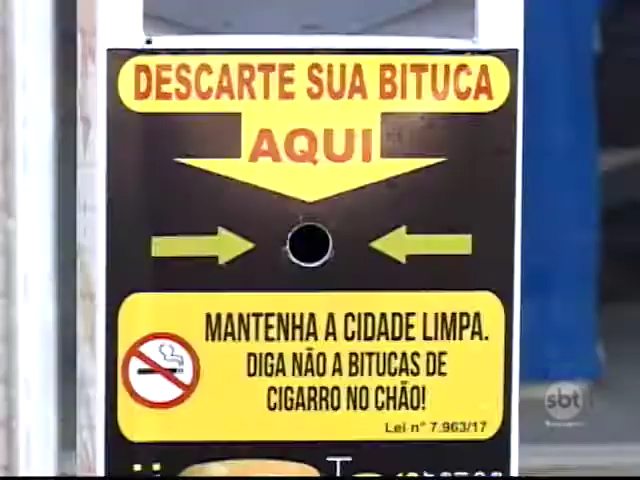 DESCARTE SUA BITUCA
AQUI
MANTENHA A CIDADE LIMPA.
DIGA NÃO A BITUCAS DE
CIGARRO NO CHÃO!
Lei n° 7.963/17
sbt